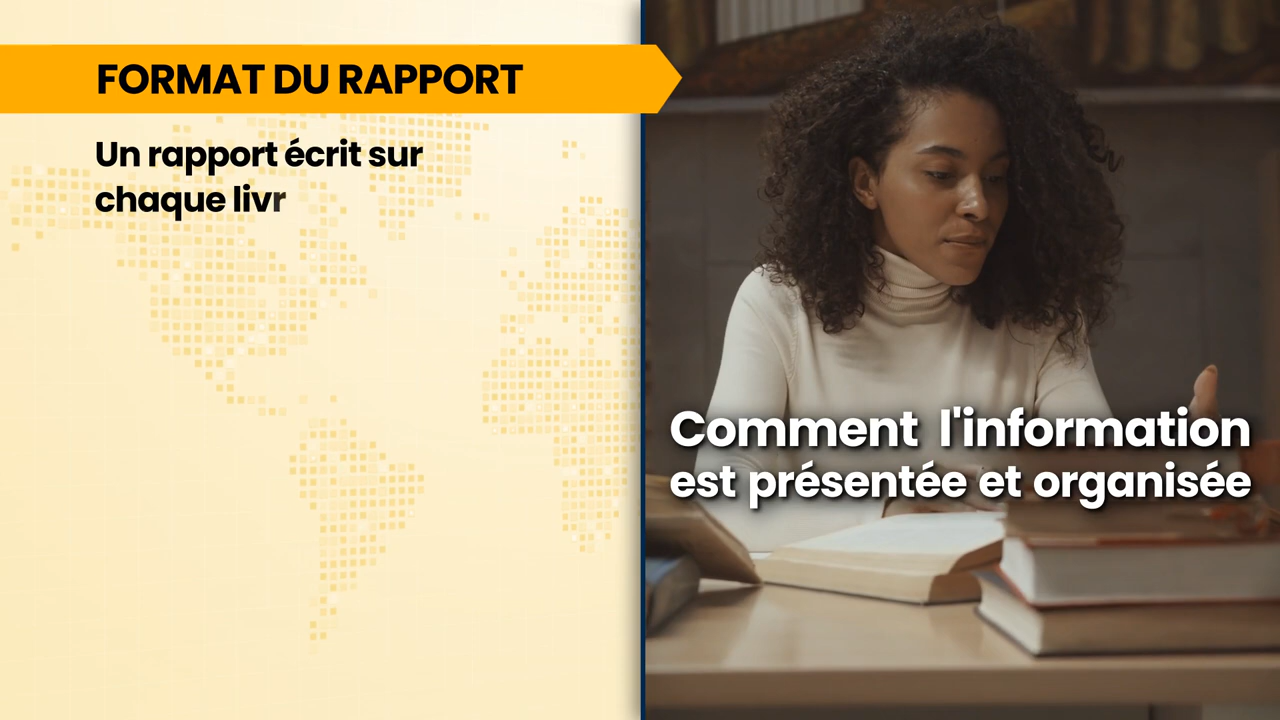 FORMAT DU RAPPORT
Un rapport écrit sur
chaque livr
Comment l'information
est présentée et organisée